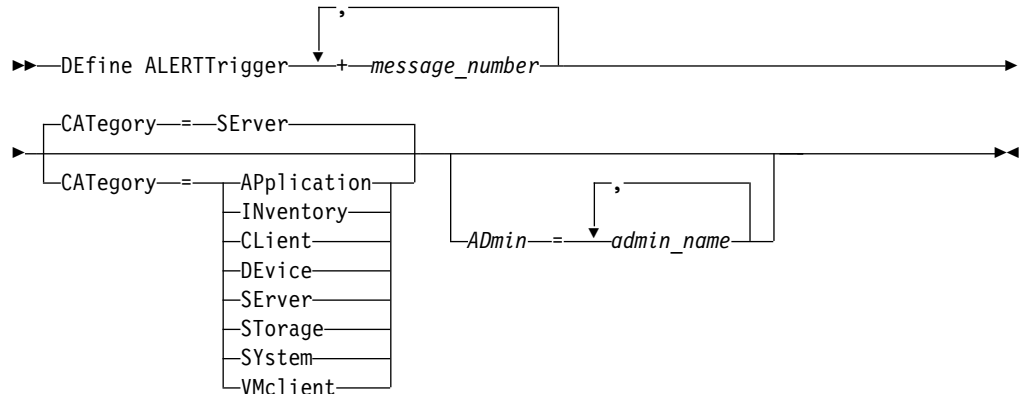 ,
DEfine ALERTTrigger + message_number
CATegory = SErver
CATegory = APplication
INventory
CLient
DEvice
SErver
STorage
SYstem
VMclient
,
ADmin = admin_name